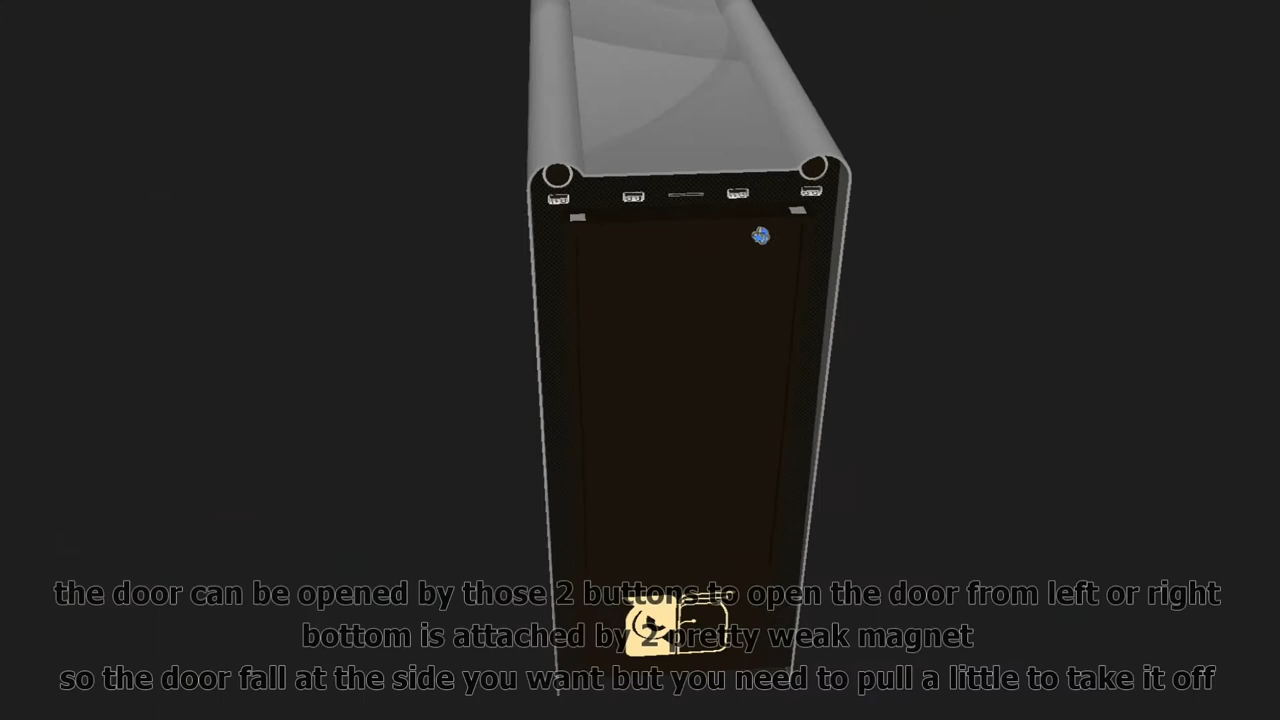 the door can be opened by those 2 buttons to open the door from left or right
bottom is attached by 2 pretty weak magnet
so the door fall at the side you want but you need to pull a little to take it off